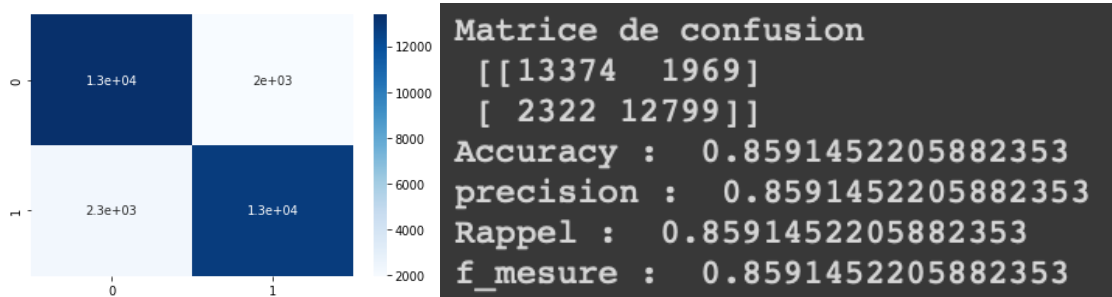 0
1.3e+04
2e+03
1
2.3e+03
1.3e+04
0
1
12000
10000
8000
6000
4000
2000
Matrice de confusion
[[13374  1969]
[ 2322 12799]]
Accuracy :  0.8591452205882353
precision :  0.8591452205882353
Rappel :  0.8591452205882353
f_mesure :  0.8591452205882353